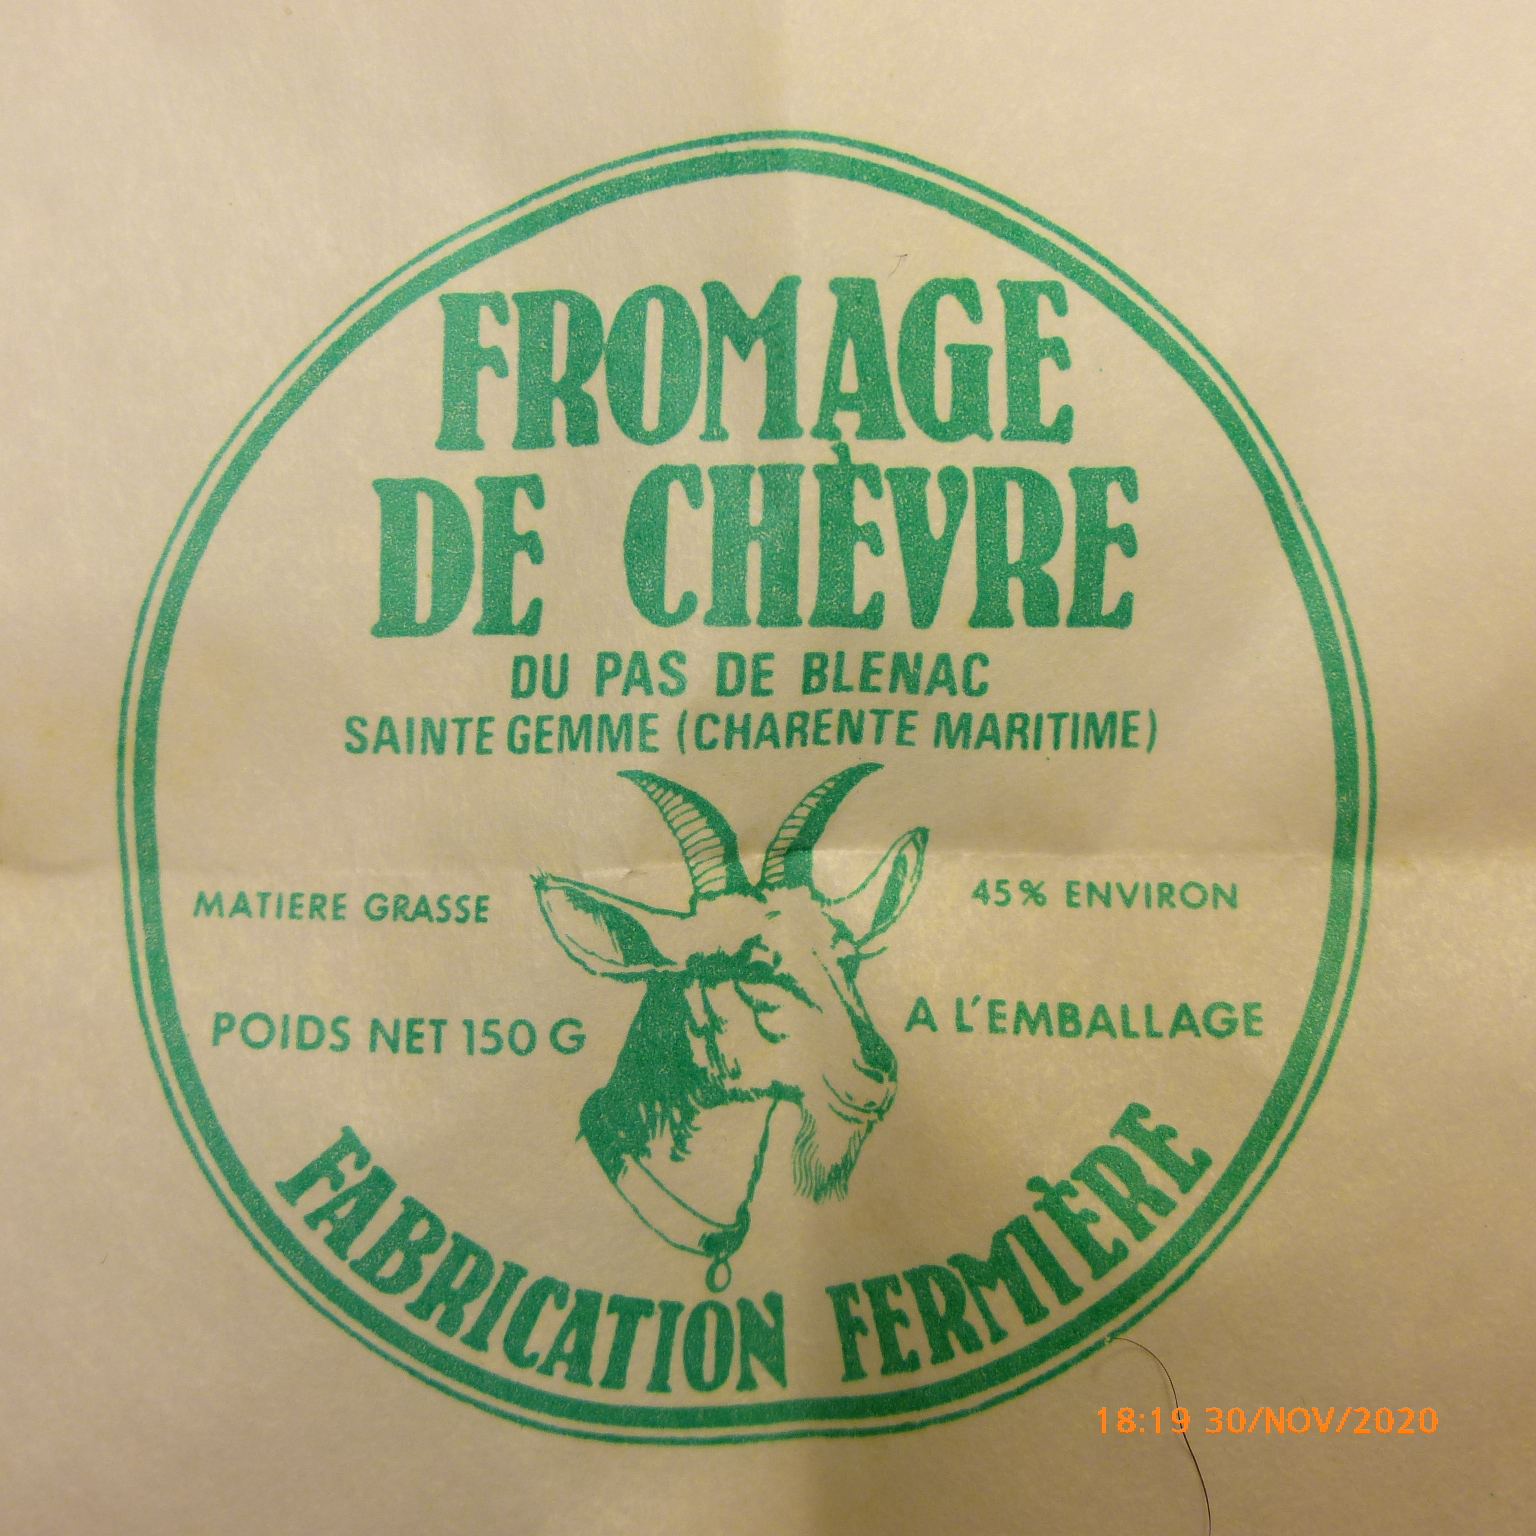 FROMAGE
DE CHÈVRE
DU PAS DE BLENAC
SAINTE GEMME (CHARENTE MARITIME)
MATIERE GRASSE 45% ENVIRON
POIDS NET 150 G A L'EMBALLAGE
FABRICATION FERMIÈRE
18:19 30/NOV/2020